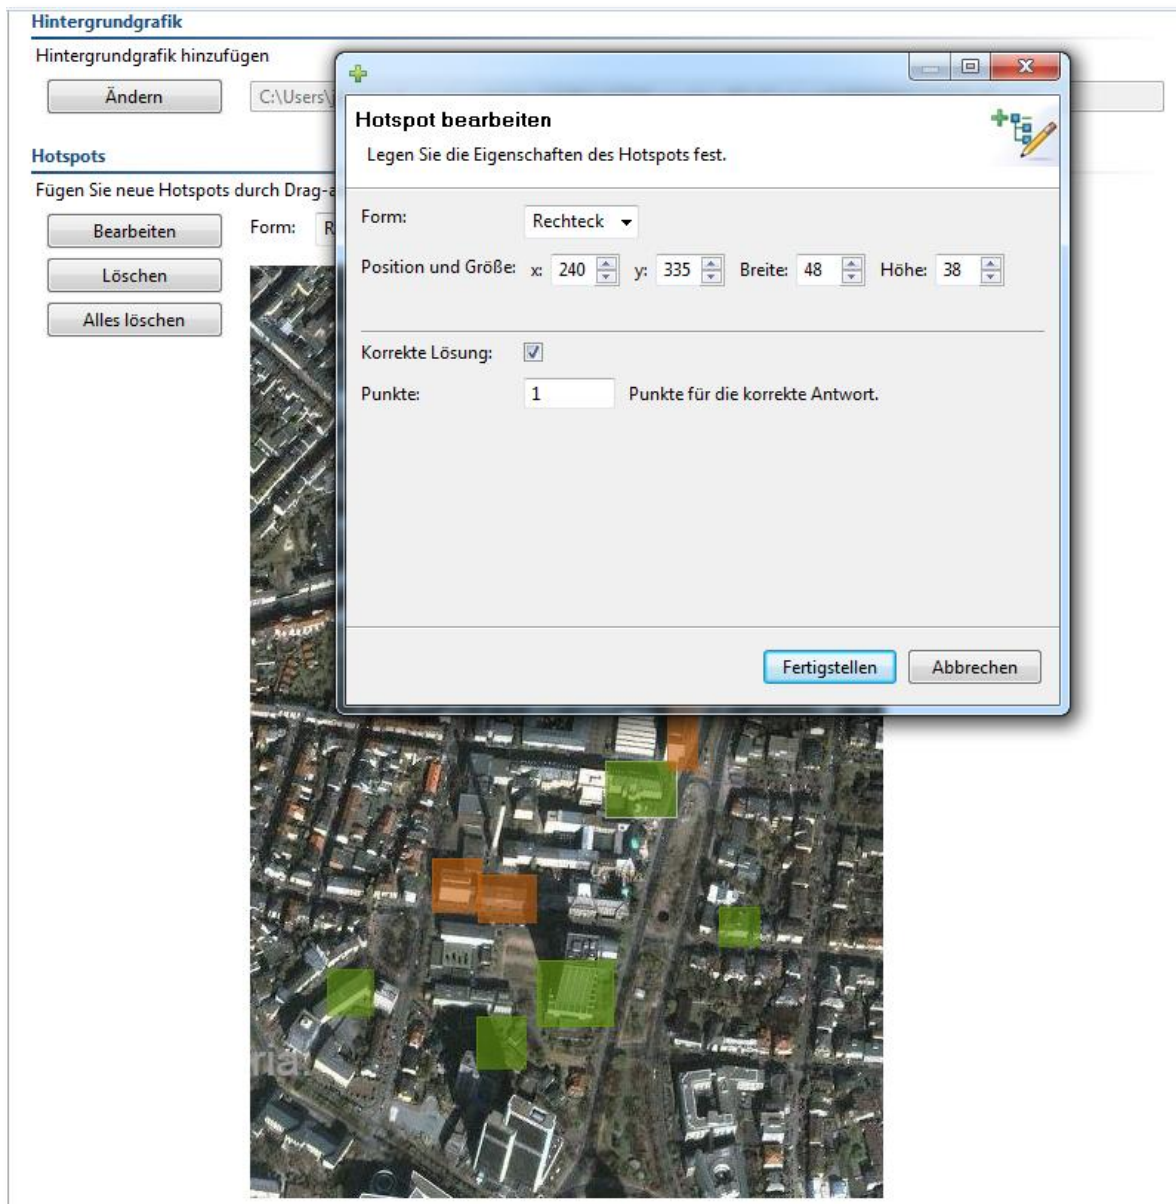 Hintergrundgrafik
Hintergrundgrafik hinzufügen
Ändern
C:\Users\
Hotspot bearbeiten
Legen Sie die Eigenschaften des Hotspots fest.
Hotspots
Fügen Sie neue Hotspots durch Drag-
Bearbeiten
Form: R
Löschen
Alles löschen
Form: Rechteck
Position und Größe: x: 240 y: 335 Breite: 48 Höhe: 38
Korrekte Lösung:
Punkte: 1 Punkte für die korrekte Antwort.
Fertigstellen Abbrechen